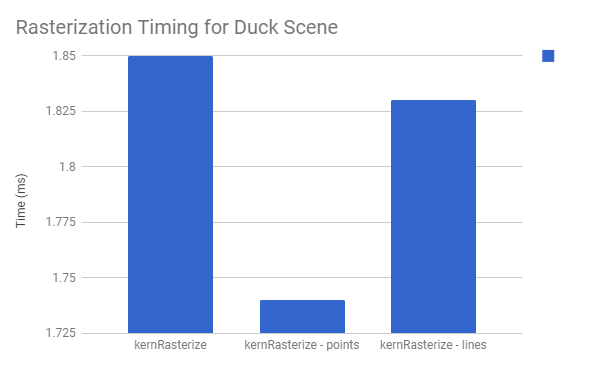 Rasterization Timing for Duck Scene
1.85
1.825
1.8
1.775
1.75
1.725
Time (ms)
kernRasterize
kernRasterize - points
kernRasterize - lines